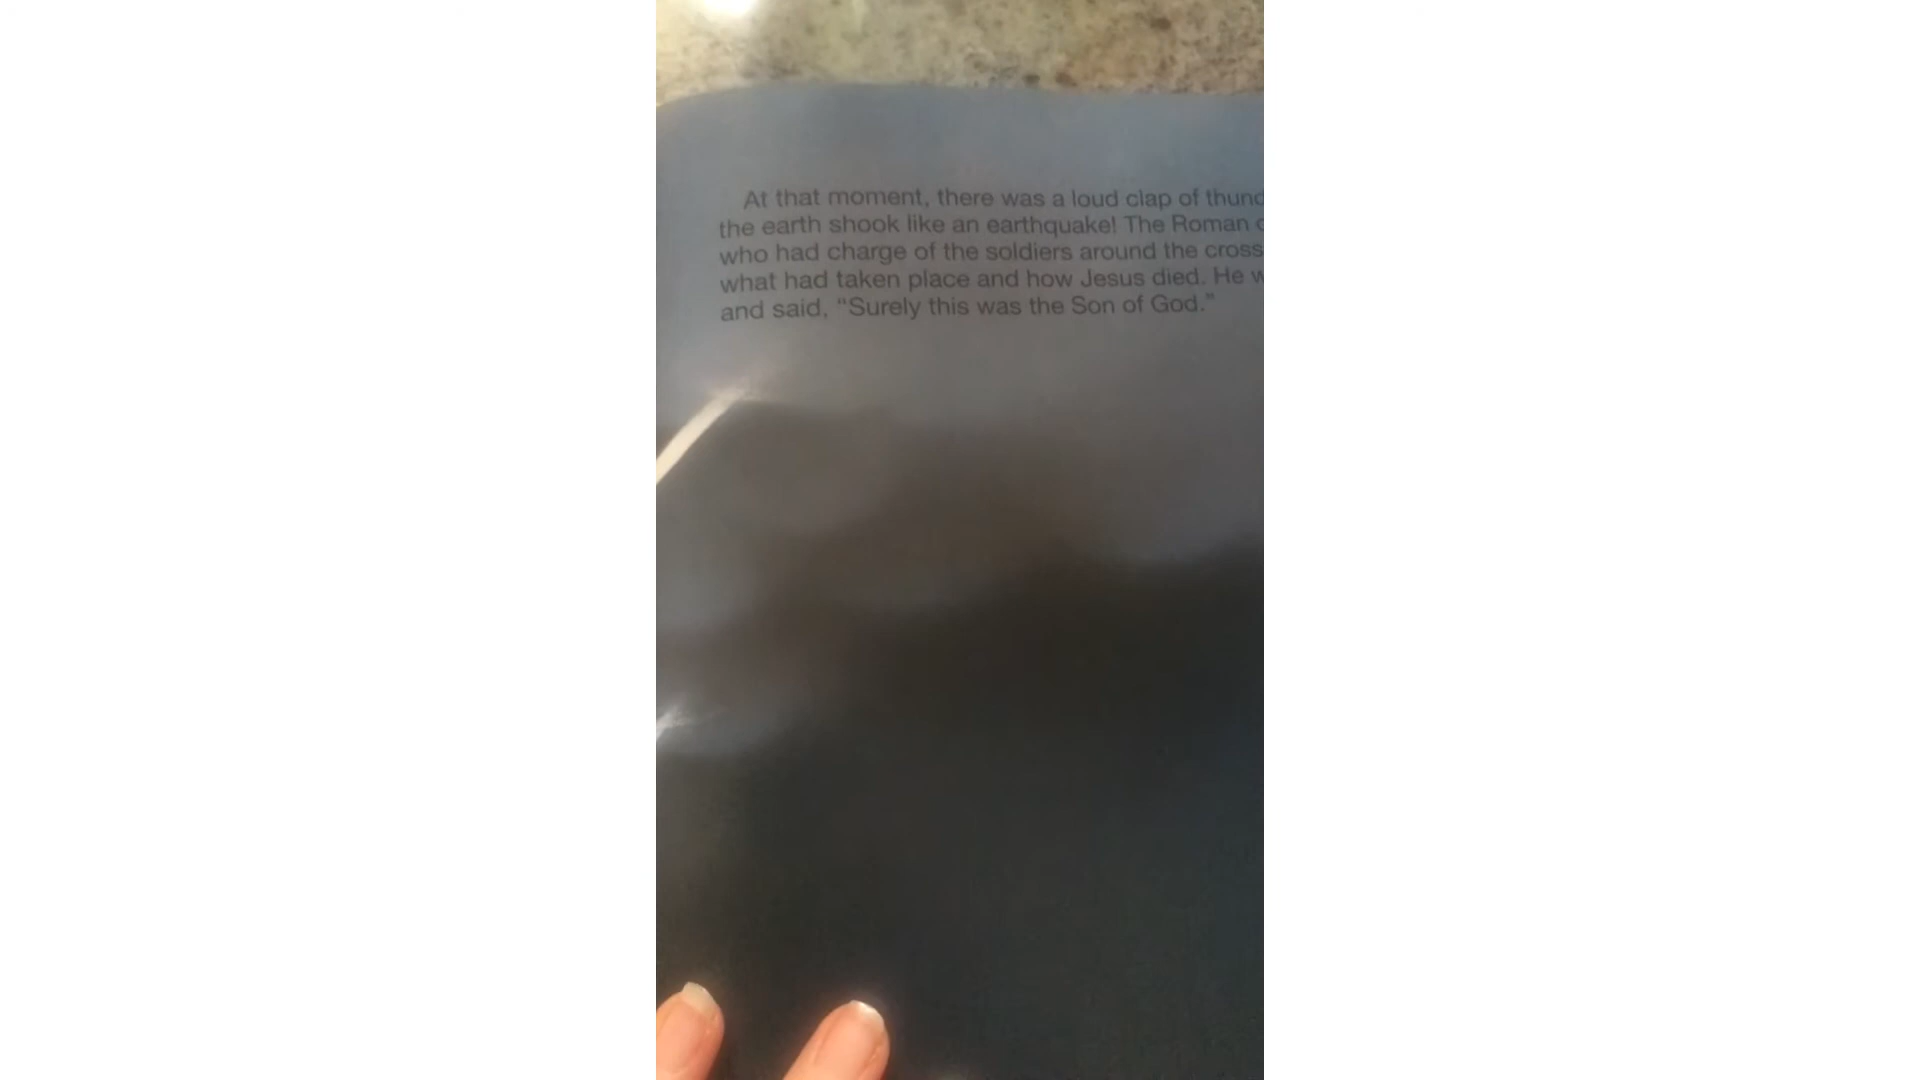 At that moment, there was a loud clap of thund
the earth shook like an earthquake! The Roman
who had charge of the soldiers around the cross
what had taken place and how Jesus died. He w
and said, “Surely this was the Son of God.”